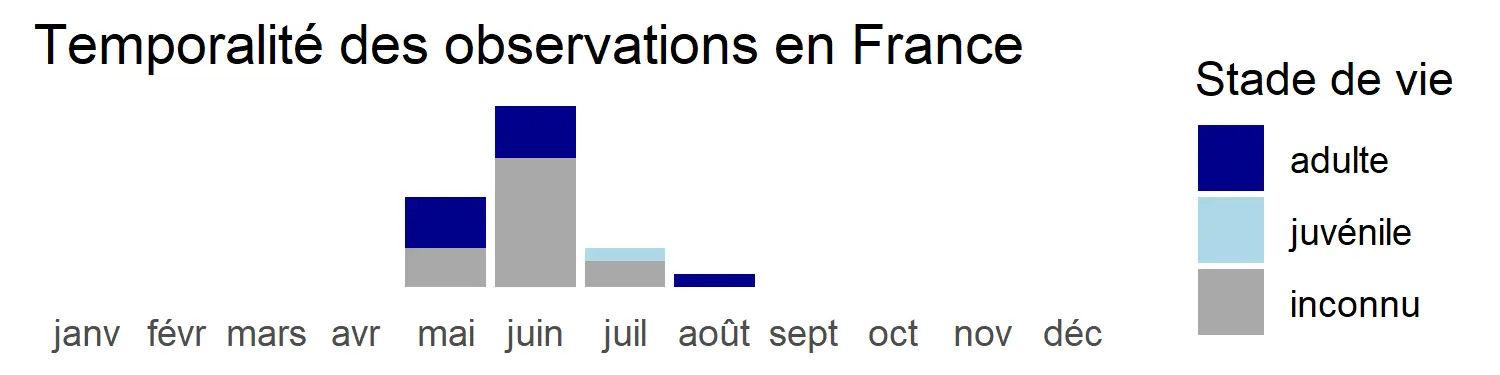 Temporalité des observations en France
janv févr mars avr mai juin juil août sept oct nov déc
Stade de vie
adulte
juvénile
inconnu